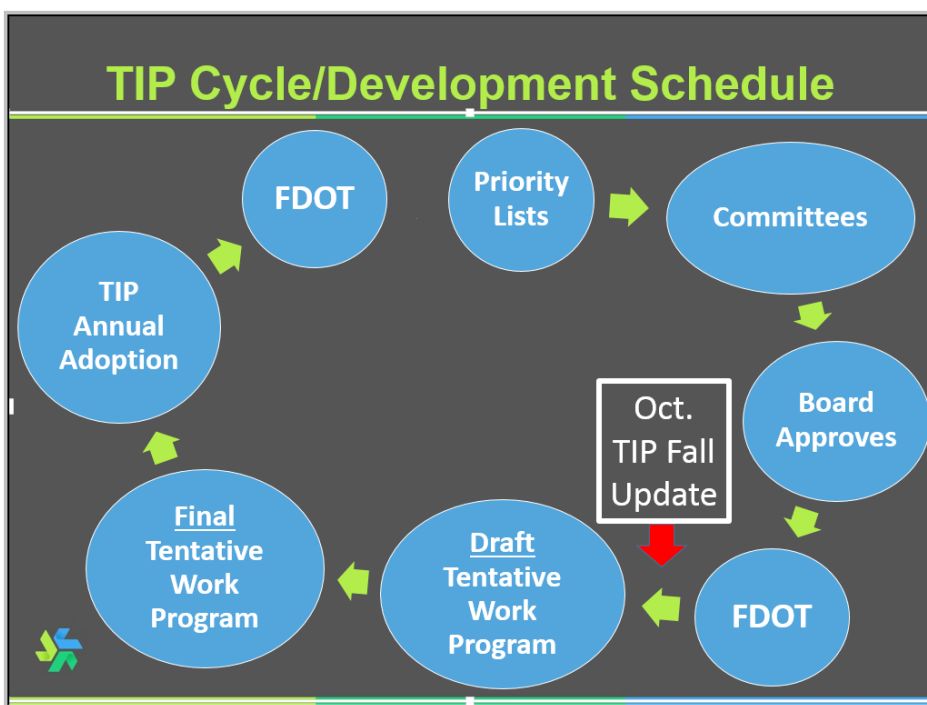 TIP Cycle/Development Schedule
FDOT
Priority
Lists
Committees
TIP
Annual
Adoption
Board
Approves
Oct.
TIP Fall
Update
Final
Tentative
Work
Program
Draft
Tentative
Work
Program
FDOT